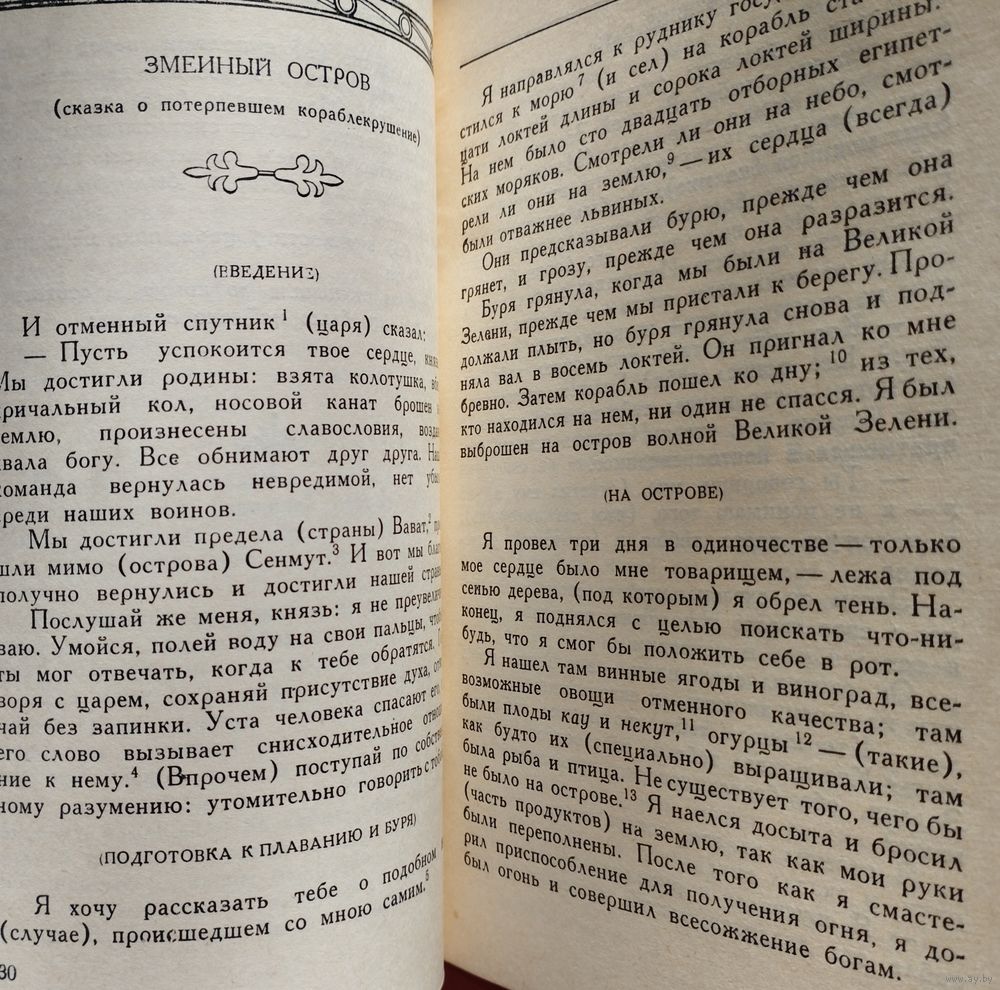 ЗМЕИНЫЙ ОСТРОВ
(сказка о потерпевшем кораблекрушение)
(ВВЕДЕНИЕ)
И отменный спутник¹ (царя) сказал:
— Пусть успокоится твое сердце,
Мы достигли родины: взята колотушка,
причальный кол, носовой канат брошен
землю, произнесены славословия,
хвала богу. Все обнимают друг друга.
команда вернулась невредимой, нет
среди наших воинов.
Мы достигли предела (страны) Вават,²
шли мимо (острова) Сенмут.³ И вот мы
получно вернулись и достигли нашей
Послушай же меня, князь: я не
ваю. Умойся, полей воду на свои пальцы,
ты мог отвечать, когда к тебе обратятся.
воря с царем, сохраняй присутствие духа,
чай без запинки. Уста человека спасают
его слово вызывает снисходительное
ние к нему.⁴ (Впрочем) поступай по
ному разумению: утомительно говорить с
(ПОДГОТОВКА К ПЛАВАНИЮ И БУРЯ)
Я хочу рассказать тебе о подобном
(случае), происшедшем со мною самим.⁵
30
Я направлялся к руднику
стился к морю⁷ (и сел) на корабль
цати локтей длины и сорока локтей ширины.
На нем было сто двадцать отборных египет-
ских моряков. Смотрели ли они на небо, смот-
рели ли они на землю,⁹ — их сердца (всегда)
были отважнее львиных.
Они предсказывали бурю, прежде чем она
грянет, и грозу, прежде чем она разразится.
Буря грянула, когда мы были на Великой
Зелени, прежде чем мы пристали к берегу. Про-
должали плыть, но буря грянула снова и под-
няла вал в восемь локтей. Он пригнал ко мне
бревно. Затем корабль пошел ко дну;¹⁰ из тех,
кто находился на нем, ни один не спасся. Я был
выброшен на остров волной Великой Зелени.
(НА ОСТРОВЕ)
Я провел три дня в одиночестве — только
мое сердце было мне товарищем, — лежа под
сенью дерева, (под которым) я обрел тень. На-
конец, я поднялся с целью поискать что-ни-
будь, что я смог бы положить себе в рот.
Я нашел там винные ягоды и виноград, все-
возможные овощи отменного качества; там
были плоды кау и некут,¹¹ огурцы¹² — (такие),
как будто их (специально) выращивали; там
была рыба и птица. Не существует того, чего бы
не было на острове.¹³ Я наелся досыта и бросил
(часть продуктов) на землю, так как мои руки
были переполнены. После того как я смасте-
рил приспособление для получения огня, я до-
был огонь и совершил всесожжение богам.
www.ay.by